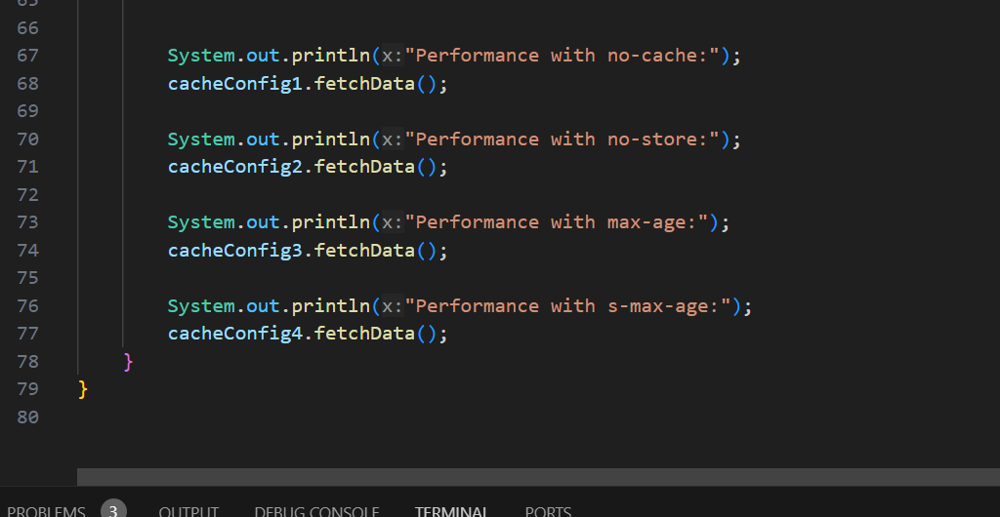 65
66
67 System.out.println(x:"Performance with no-cache:");
68 cacheConfig1.fetchData();
69
70 System.out.println(x:"Performance with no-store:");
71 cacheConfig2.fetchData();
72
73 System.out.println(x:"Performance with max-age:");
74 cacheConfig3.fetchData();
75
76 System.out.println(x:"Performance with s-max-age:");
77 cacheConfig4.fetchData();
78 }
79 }
80
PROBLEMS 3 OUTPUT DEBUG CONSOLE TERMINAL PORTS